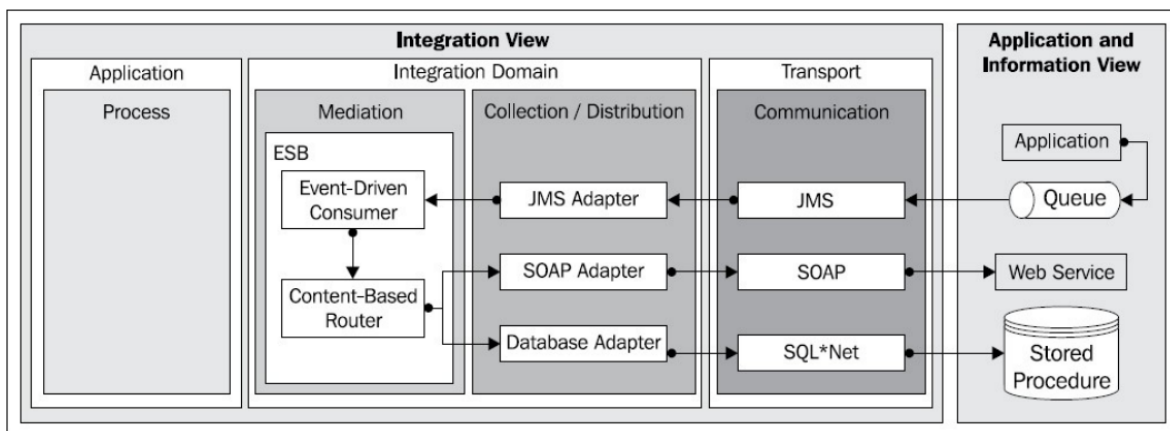 Integration View
Application and
Information View
Application
Integration Domain
Transport
Process
Mediation
Collection / Distribution
Communication
ESB
Event-Driven
Consumer
JMS Adapter
JMS
Application
Queue
Content-Based
Router
SOAP Adapter
SOAP
Web Service
Database Adapter
SQL*Net
Stored
Procedure